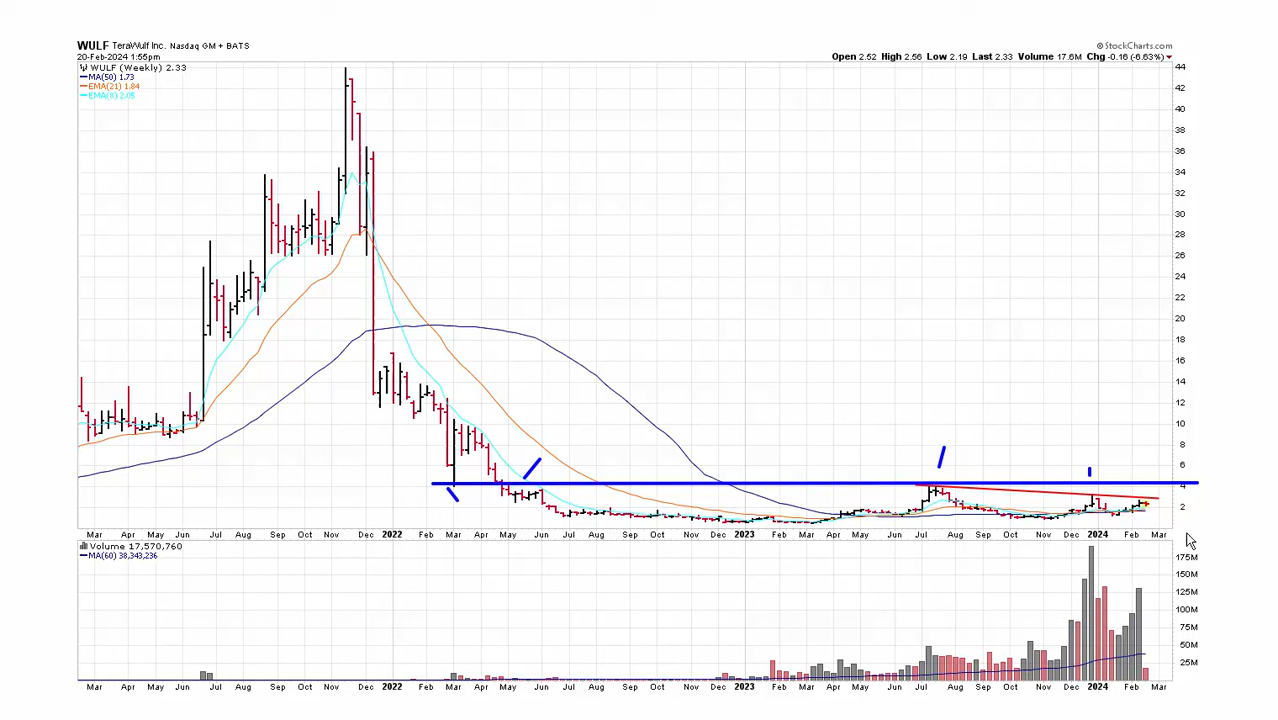 WULF TeraWulf Inc. Nasdaq GM + BATS
© StockCharts.com
20-Feb-2024 1:55pm
Open 2.52 High 2.56 Low 2.19 Last 2.33 Volume 17.6M Chg -0.16 (-6.63%)
WULF (Weekly) 2.33
MA(50) 1.73
EMA(21) 1.84
EMA(8) 2.05
44
42
40
38
36
34
32
30
28
26
24
22
20
18
16
14
12
10
8
6
4
2
Mar Apr May Jun Jul Aug Sep Oct Nov Dec 2022 Feb Mar Apr May Jun Jul Aug Sep Oct Nov Dec 2023 Feb Mar Apr May Jun Jul Aug Sep Oct Nov Dec 2024 Feb Mar
Volume 17,570,760
MA(60) 38,343,236
175M
150M
125M
100M
75M
50M
25M
Mar Apr May Jun Jul Aug Sep Oct Nov Dec 2022 Feb Mar Apr May Jun Jul Aug Sep Oct Nov Dec 2023 Feb Mar Apr May Jun Jul Aug Sep Oct Nov Dec 2024 Feb Mar